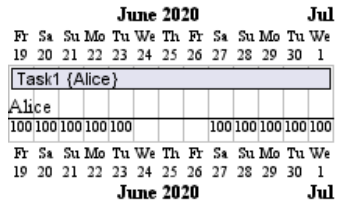 June 2020 Jul
Fr Sa Su Mo Tu We Th Fr Sa Su Mo Tu We
19 20 21 22 23 24 25 26 27 28 29 30 1
Task1 {Alice}
Alice
100 100 100 100 100 100 100 100 100 100
Fr Sa Su Mo Tu We Th Fr Sa Su Mo Tu We
19 20 21 22 23 24 25 26 27 28 29 30 1
June 2020 Jul